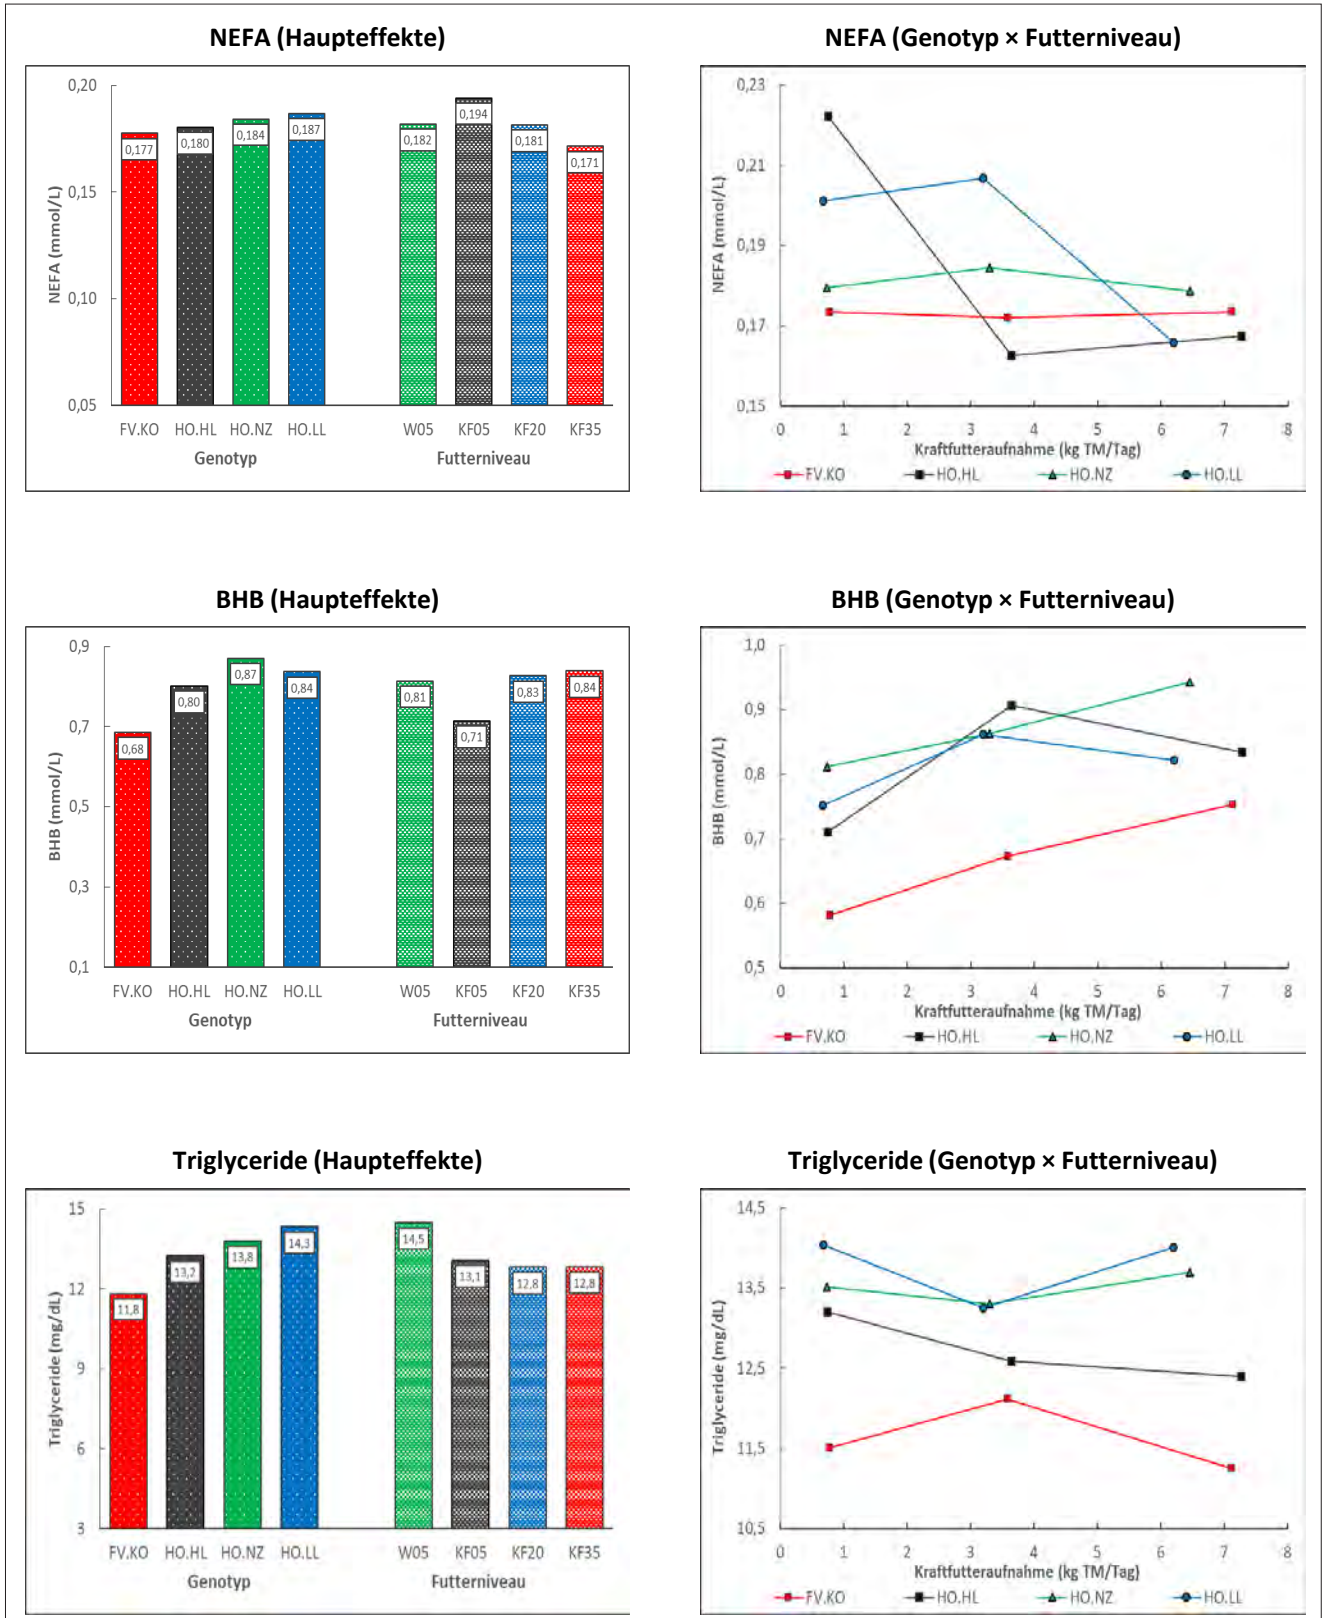 NEFA (Haupteffekte)
0,20
0,15
0,10
0,05
NEFA (mmol/L)
0,177
0,180
0,184
0,187
0,182
0,194
0,181
0,171
FV.KO HO.HL HO.NZ HO.LL W05 KF05 KF20 KF35
Genotyp Futterniveau
NEFA (Genotyp × Futterniveau)
0,23
0,21
0,19
0,17
0,15
NEFA (mmol/L)
0 1 2 3 4 5 6 7 8
Kraftfutteraufnahme (kg TM/Tag)
FV.KO HO.HL HO.NZ HO.LL
BHB (Haupteffekte)
0,9
0,7
0,5
0,3
0,1
BHB (mmol/L)
0,68
0,80
0,87
0,84
0,81
0,71
0,83
0,84
FV.KO HO.HL HO.NZ HO.LL W05 KF05 KF20 KF35
Genotyp Futterniveau
BHB (Genotyp × Futterniveau)
1,0
0,9
0,8
0,7
0,6
0,5
BHB (mmol/L)
0 1 2 3 4 5 6 7 8
Kraftfutteraufnahme (kg TM/Tag)
FV.KO HO.HL HO.NZ HO.LL
Triglyceride (Haupteffekte)
15
12
9
6
3
Triglyceride (mg/dL)
11,8
13,2
13,8
14,3
14,5
13,1
12,8
12,8
FV.KO HO.HL HO.NZ HO.LL W05 KF05 KF20 KF35
Genotyp Futterniveau
Triglyceride (Genotyp × Futterniveau)
14,5
13,5
12,5
11,5
10,5
Triglyceride (mg/dL)
0 1 2 3 4 5 6 7 8
Kraftfutteraufnahme (kg TM/Tag)
FV.KO HO.HL HO.NZ HO.LL